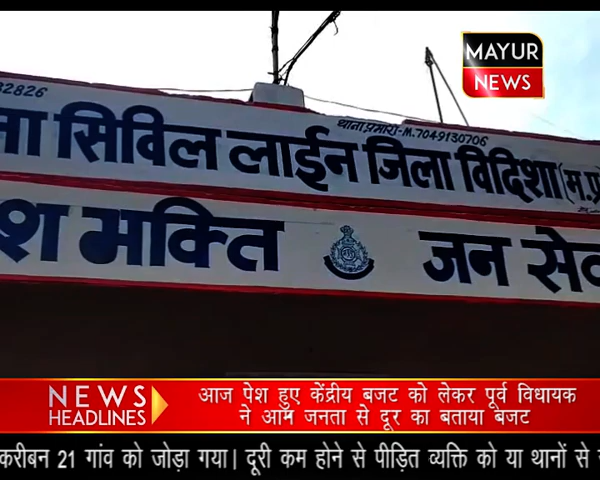 MAYUR
NEWS
32826
थाना.प्रभारी-M.7049130706
ना सिविल लाईन जिला विदिशा (म.प्र
श भक्ति जन सेव
NEWS
HEADLINES
आज पेश हुए केंद्रीय बजट को लेकर पूर्व विधायक
ने आम जनता से दूर का बताया बजट
करीबन 21 गांव को जोड़ा गया। दूरी कम होने से पीड़ित व्यक्ति को या थानों से